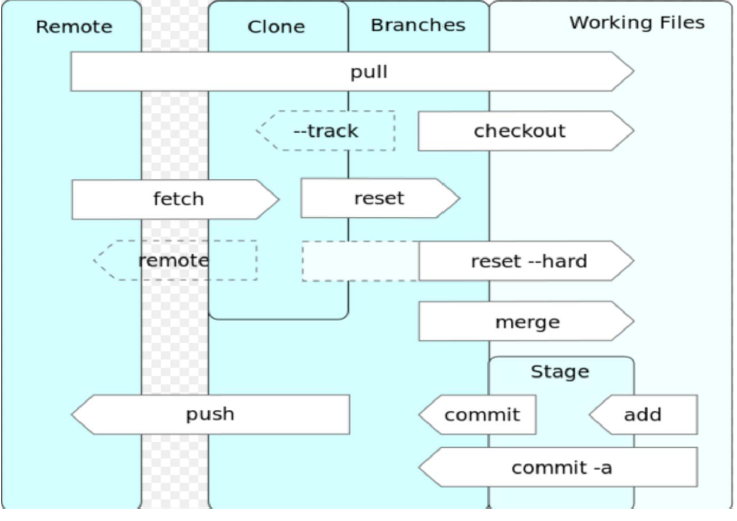 Remote
Clone
Branches
Working Files
pull
--track
checkout
fetch
reset
remote
reset --hard
merge
Stage
push
commit
add
commit -a